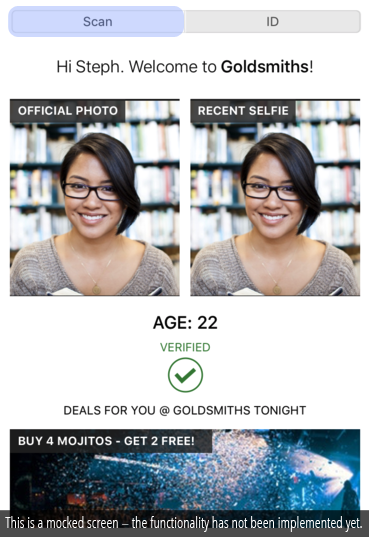 Scan
ID
Hi Steph. Welcome to Goldsmiths!
OFFICIAL PHOTO
RECENT SELFIE
AGE: 22
VERIFIED
DEALS FOR YOU @ GOLDSMITHS TONIGHT
BUY 4 MOJITOS - GET 2 FREE!
This is a mocked screen – the functionality has not been implemented yet.